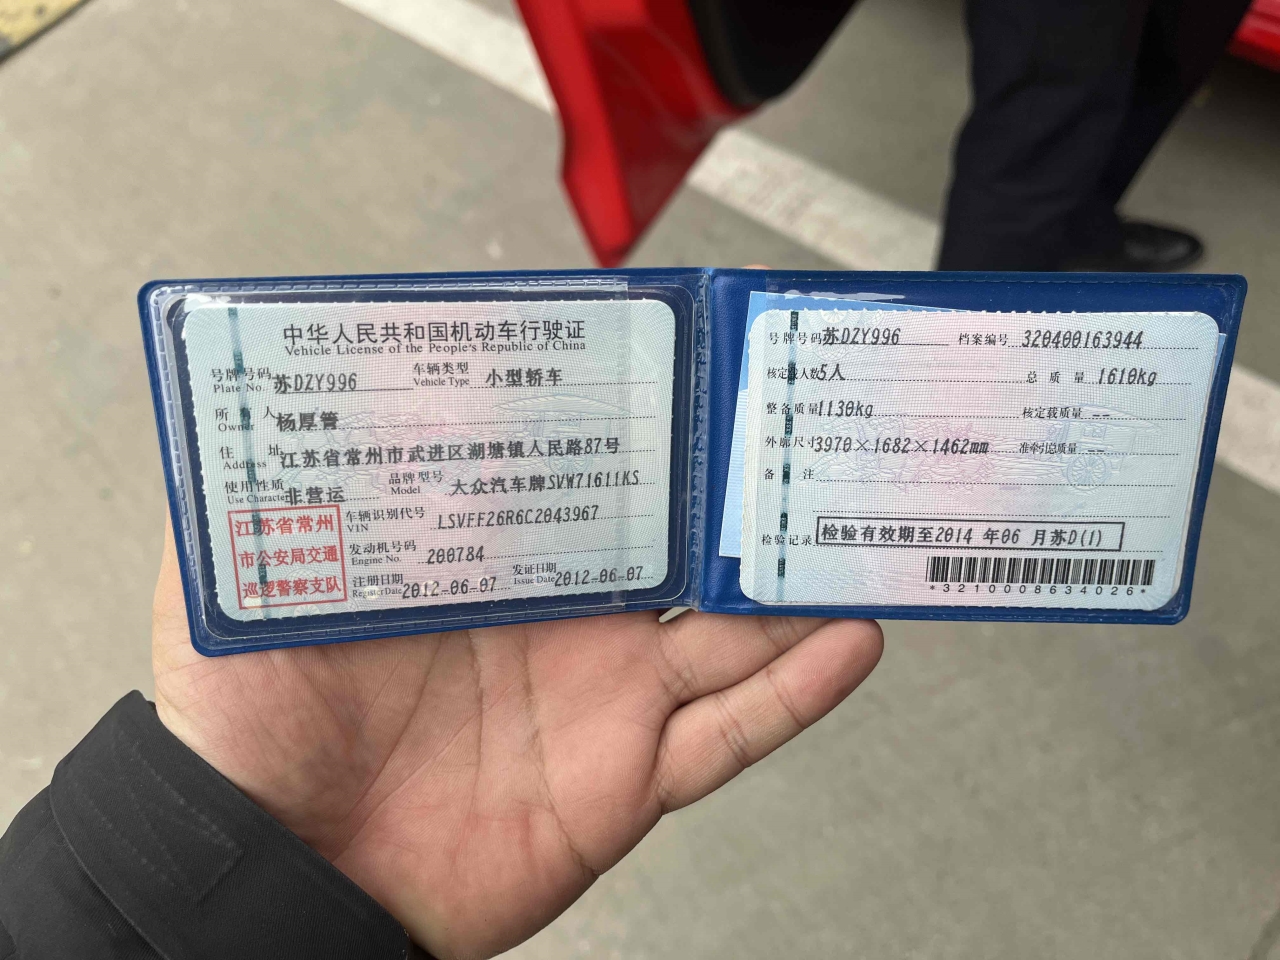 中华人民共和国机动车行驶证
Vehicle License of the People's Republic of China
号牌号码 苏DZY996 车辆类型 小型轿车
Plate No. Vehicle Type
所有人 杨厚管
Owner
住址 江苏省常州市武进区湖塘镇人民路87号
Address
使用性质 非营运 品牌型号 大众汽车牌SVW71611KS
Use Character Model
江苏省常州
市公安局交通
巡逻警察支队
车辆识别代号 LSVFF26R6C2043967
VIN
发动机号码 200784
Engine No.
注册日期 2012-06-07 发证日期 2012-06-07
Register Date Issue Date
号牌号码 苏DZY996 档案编号 320400163944
核定载人数 5人 总质量 1610kg
整备质量 1130kg 核定载质量 --
外廓尺寸 3970×1682×1462mm 准牵引总质量 --
备注
检验记录 检验有效期至2014 年06 月苏D(1)
*3210008634026*